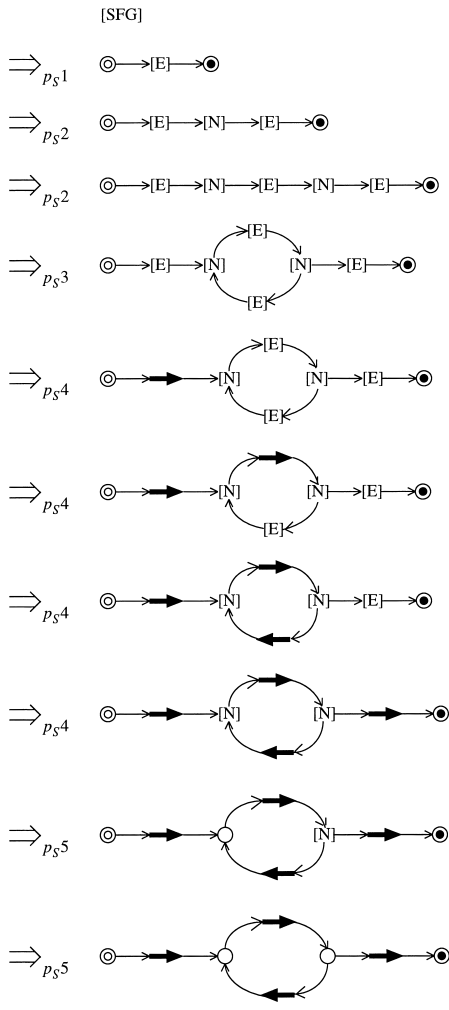 [SFG]
⇒ pS1 [E]
⇒ pS2 [E] [N] [E]
⇒ pS2 [E] [N] [E] [N] [E]
[E]
⇒ pS3 [E] [N] [N] [E]
[E]
[E]
⇒ pS4 [N] [N] [E]
[E]
⇒ pS4 [N] [N] [E]
[E]
⇒ pS4 [N] [N] [E]
⇒ pS4 [N] [N]
⇒ pS5 [N]
⇒ pS5